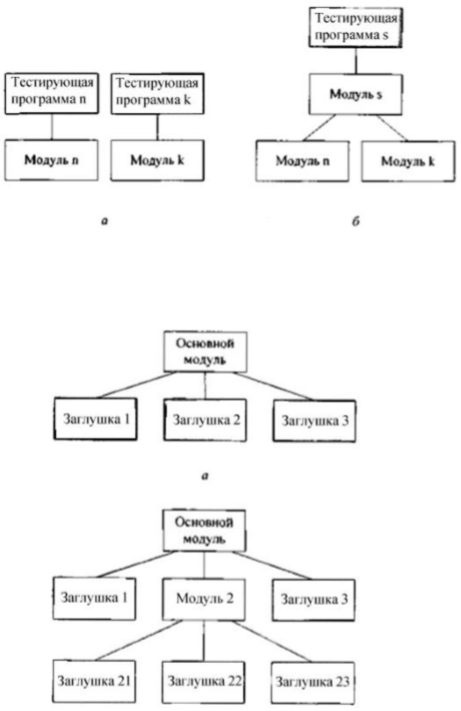 Тестирующая
программа s
Тестирующая
программа n
Тестирующая
программа k
Модуль s
Модуль n
Модуль k
Модуль n
Модуль k
а
б
Основной
модуль
Заглушка 1
Заглушка 2
Заглушка 3
а
Основной
модуль
Заглушка 1
Модуль 2
Заглушка 3
Заглушка 21
Заглушка 22
Заглушка 23